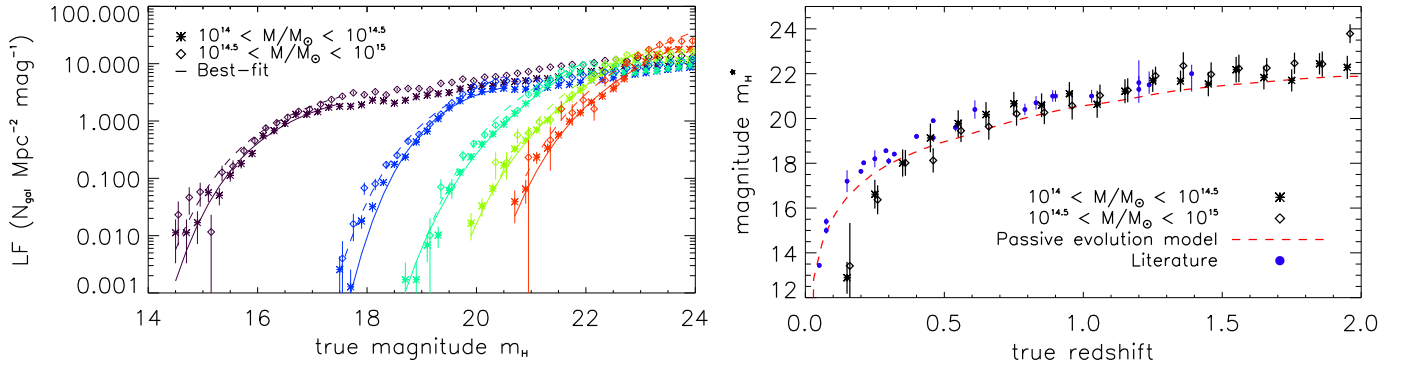 100.000
10.000
1.000
0.100
0.010
0.001
LF (N_gal Mpc^-2 mag^-1)
10^14 < M/M_⊙ < 10^14.5
10^14.5 < M/M_⊙ < 10^15
Best-fit
14 16 18 20 22 24
true magnitude m_H
24
22
20
18
16
14
12
magnitude m_H^*
10^14 < M/M_⊙ < 10^14.5
10^14.5 < M/M_⊙ < 10^15
Passive evolution model
Literature
0.0 0.5 1.0 1.5 2.0
true redshift